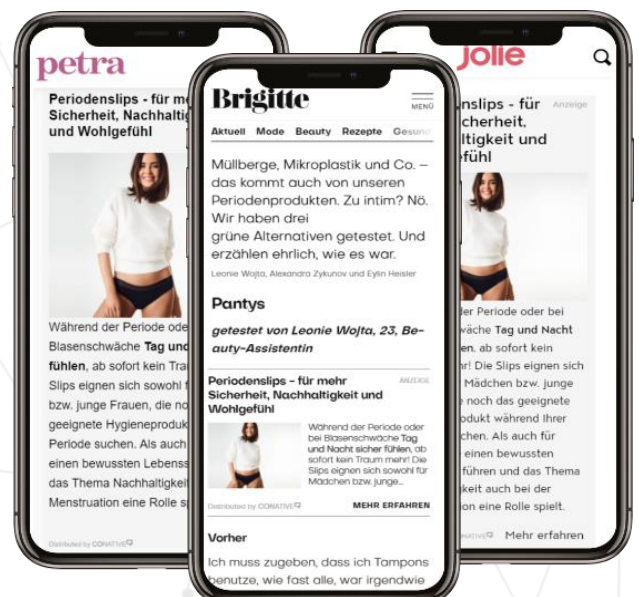 petra
Periodenslips - für me
Sicherheit, Nachhaltig
und Wohlgefühl
Während der Periode ode
Blasenschwäche Tag und
fühlen, ab sofort kein Tra
Slips eignen sich sowohl f
bzw. junge Frauen, die no
geeignete Hygieneproduk
Periode suchen. Als auch
einen bewussten Lebenss
das Thema Nachhaltigkei
Menstruation eine Rolle s
Distributed by CONATIVE
Brigitte
MENÜ
Aktuell Mode Beauty Rezepte Gesun
Müllberge, Mikroplastik und Co. –
das kommt auch von unseren
Periodenprodukten. Zu intim? Nö.
Wir haben drei
grüne Alternativen getestet. Und
erzählen ehrlich, wie es war.
Leonie Wojta, Alexandra Zykunov und Eylin Heisler
Pantys
getestet von Leonie Wojta, 23, Be-
auty-Assistentin
Periodenslips - für mehr
ANZEIGE
Sicherheit, Nachhaltigkeit und
Wohlgefühl
Während der Periode oder
bei Blasenschwäche Tag
und Nacht sicher fühlen, ab
sofort kein Traum mehr! Die
Slips eignen sich sowohl für
Mädchen bzw. junge...
Distributed by CONATIVE
MEHR ERFAHREN
Vorher
Ich muss zugeben, dass ich Tampons
benutze, wie fast alle, war irgendwie
Jolie
nslips - für
Anzeige
cherheit,
ltigkeit und
efühl
der Periode oder bei
wäche Tag und Nacht
en. ab sofort kein
hr! Die Slips eignen sich
Mädchen bzw. junge
e noch das geeignete
odukt während Ihrer
chen. Als auch für
einen bewussten
führen und das Thema
gkeit auch bei der
ion eine Rolle spielt.
NATIVE
Mehr erfahren